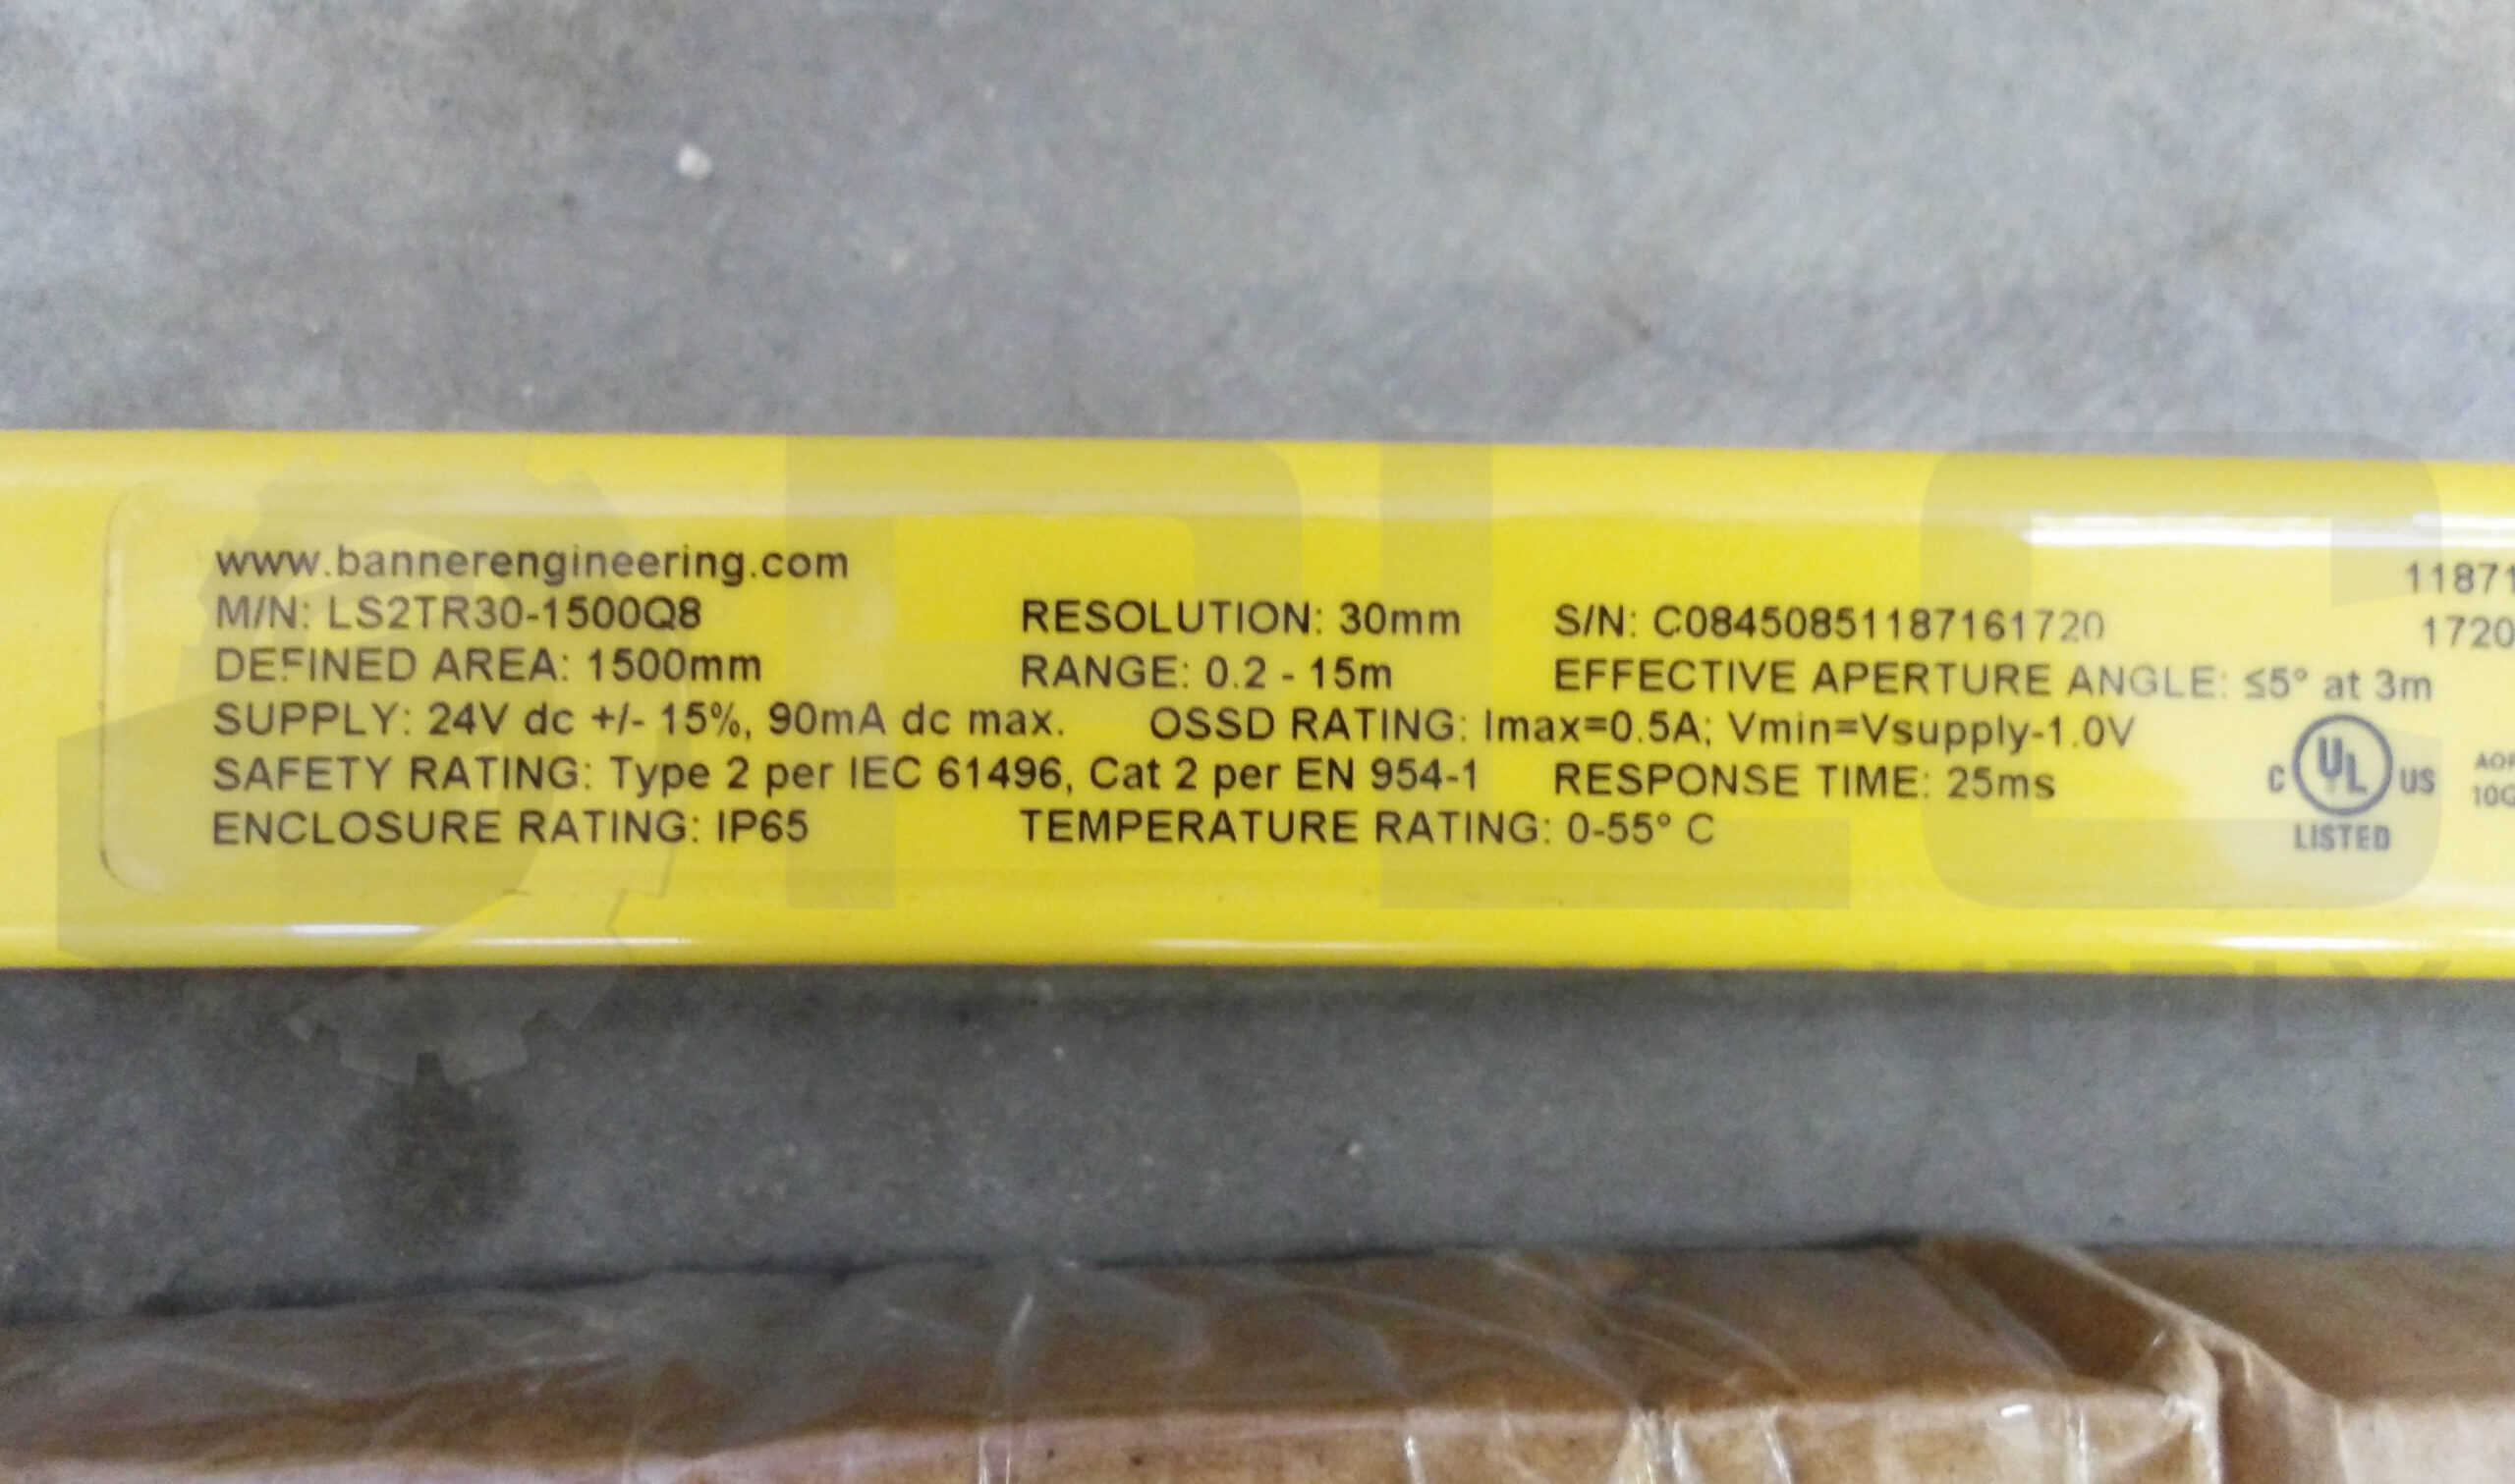 www.bannerengineering.com
M/N: LS2TR30-1500Q8 RESOLUTION: 30mm S/N: C08450851187161720
DEFINED AREA: 1500mm RANGE: 0.2 - 15m EFFECTIVE APERTURE ANGLE: ≤5° at 3m
SUPPLY: 24V dc +/- 15%, 90mA dc max. OSSD RATING: Imax=0.5A; Vmin=Vsupply-1.0V
SAFETY RATING: Type 2 per IEC 61496, Cat 2 per EN 954-1 RESPONSE TIME: 25ms
ENCLOSURE RATING: IP65 TEMPERATURE RATING: 0-55° C
11871
1720
C UL US
LISTED
PLC